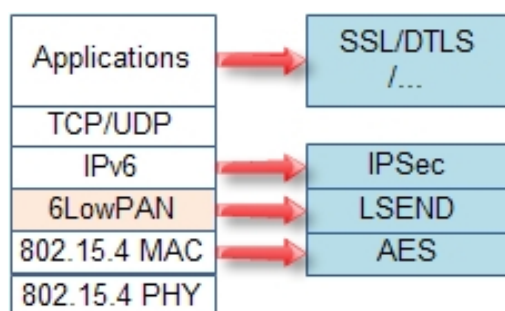 Applications
SSL/DTLS
/...
TCP/UDP
IPv6
IPSec
6LowPAN
LSEND
802.15.4 MAC
AES
802.15.4 PHY